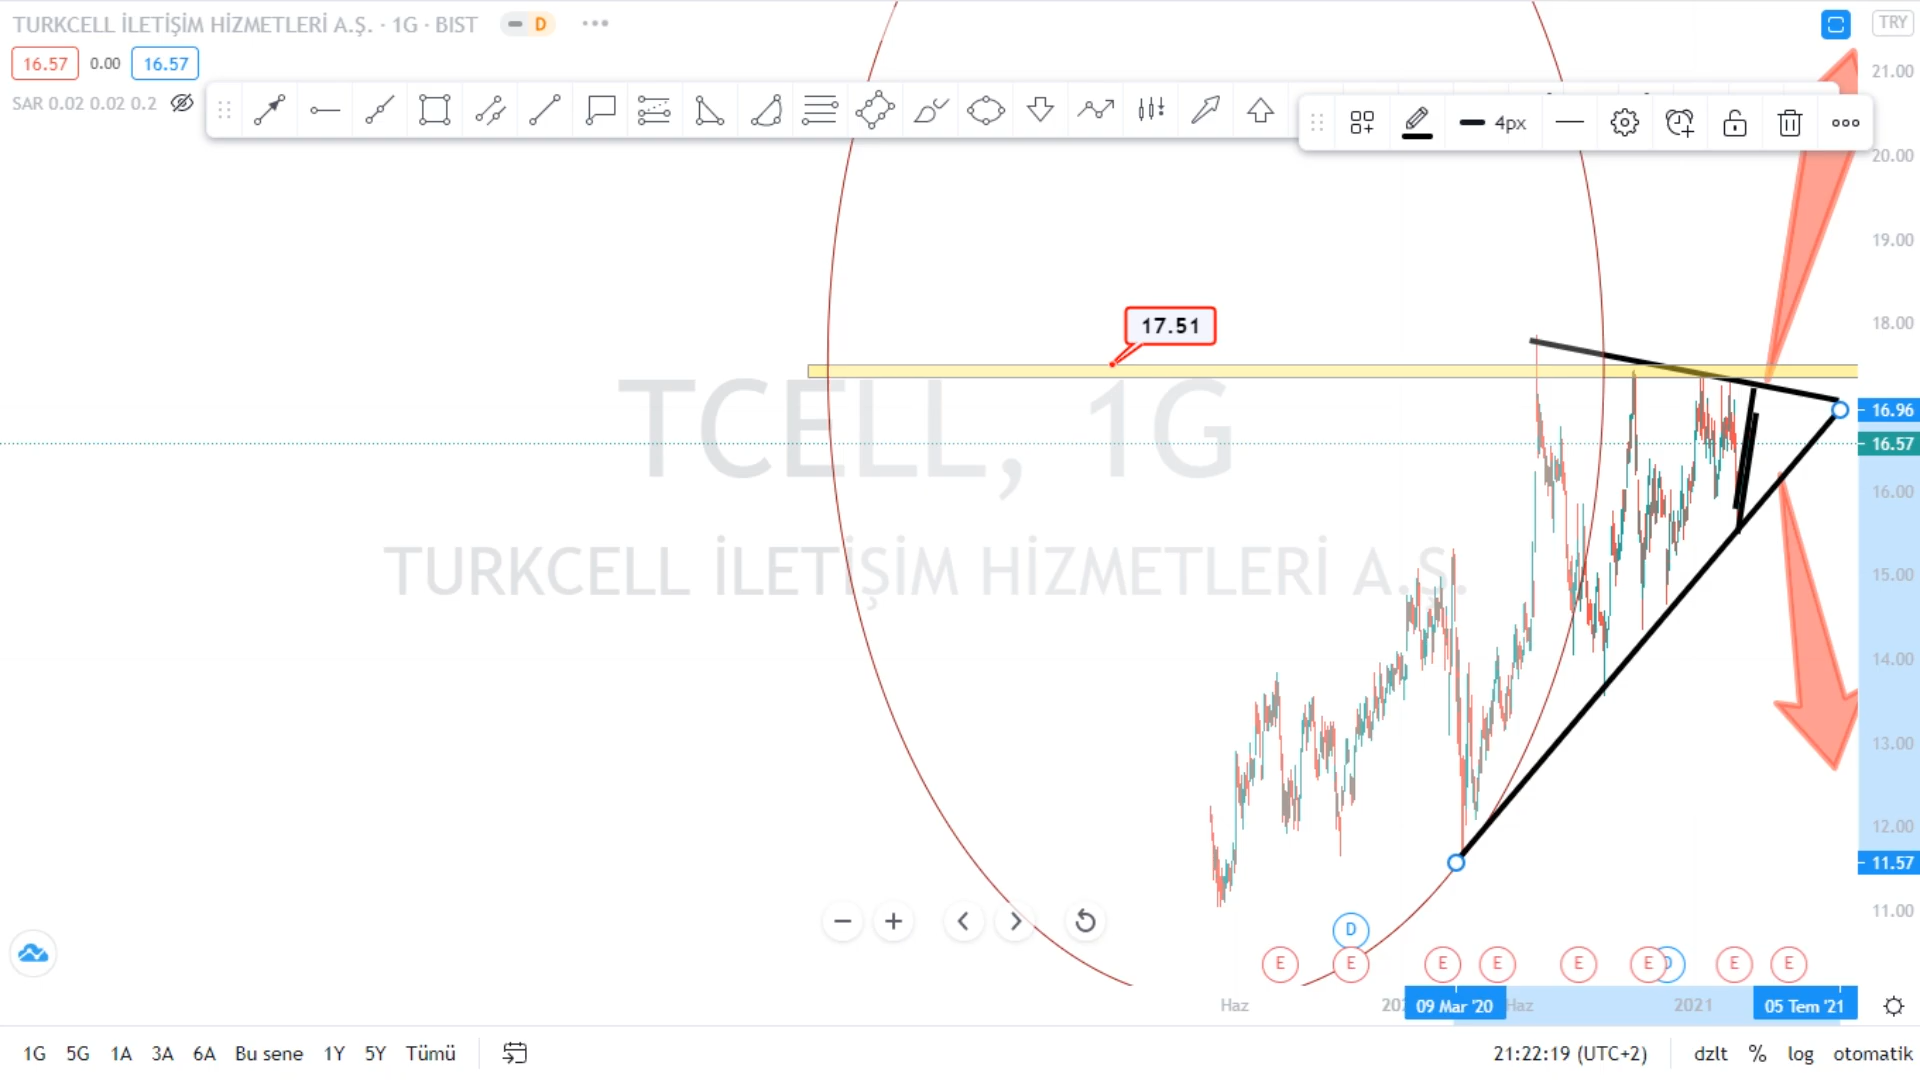 TURKCELL İLETİŞİM HİZMETLERİ A.Ş. · 1G · BIST D
TRY
16.57 0.00 16.57
SAR 0.02 0.02 0.2
4px
21.00
20.00
19.00
18.00
17.51
16.96
16.57
16.00
15.00
14.00
13.00
12.00
11.57
11.00
TCELL, 1G
TURKCELL İLETİŞİM HİZMETLERİ A.Ş.
D
E E E E E E D E E
Haz 202 09 Mar '20 Haz 2021 05 Tem '21
1G 5G 1A 3A 6A Bu sene 1Y 5Y Tümü 21:22:19 (UTC+2) dzlt % log otomatik